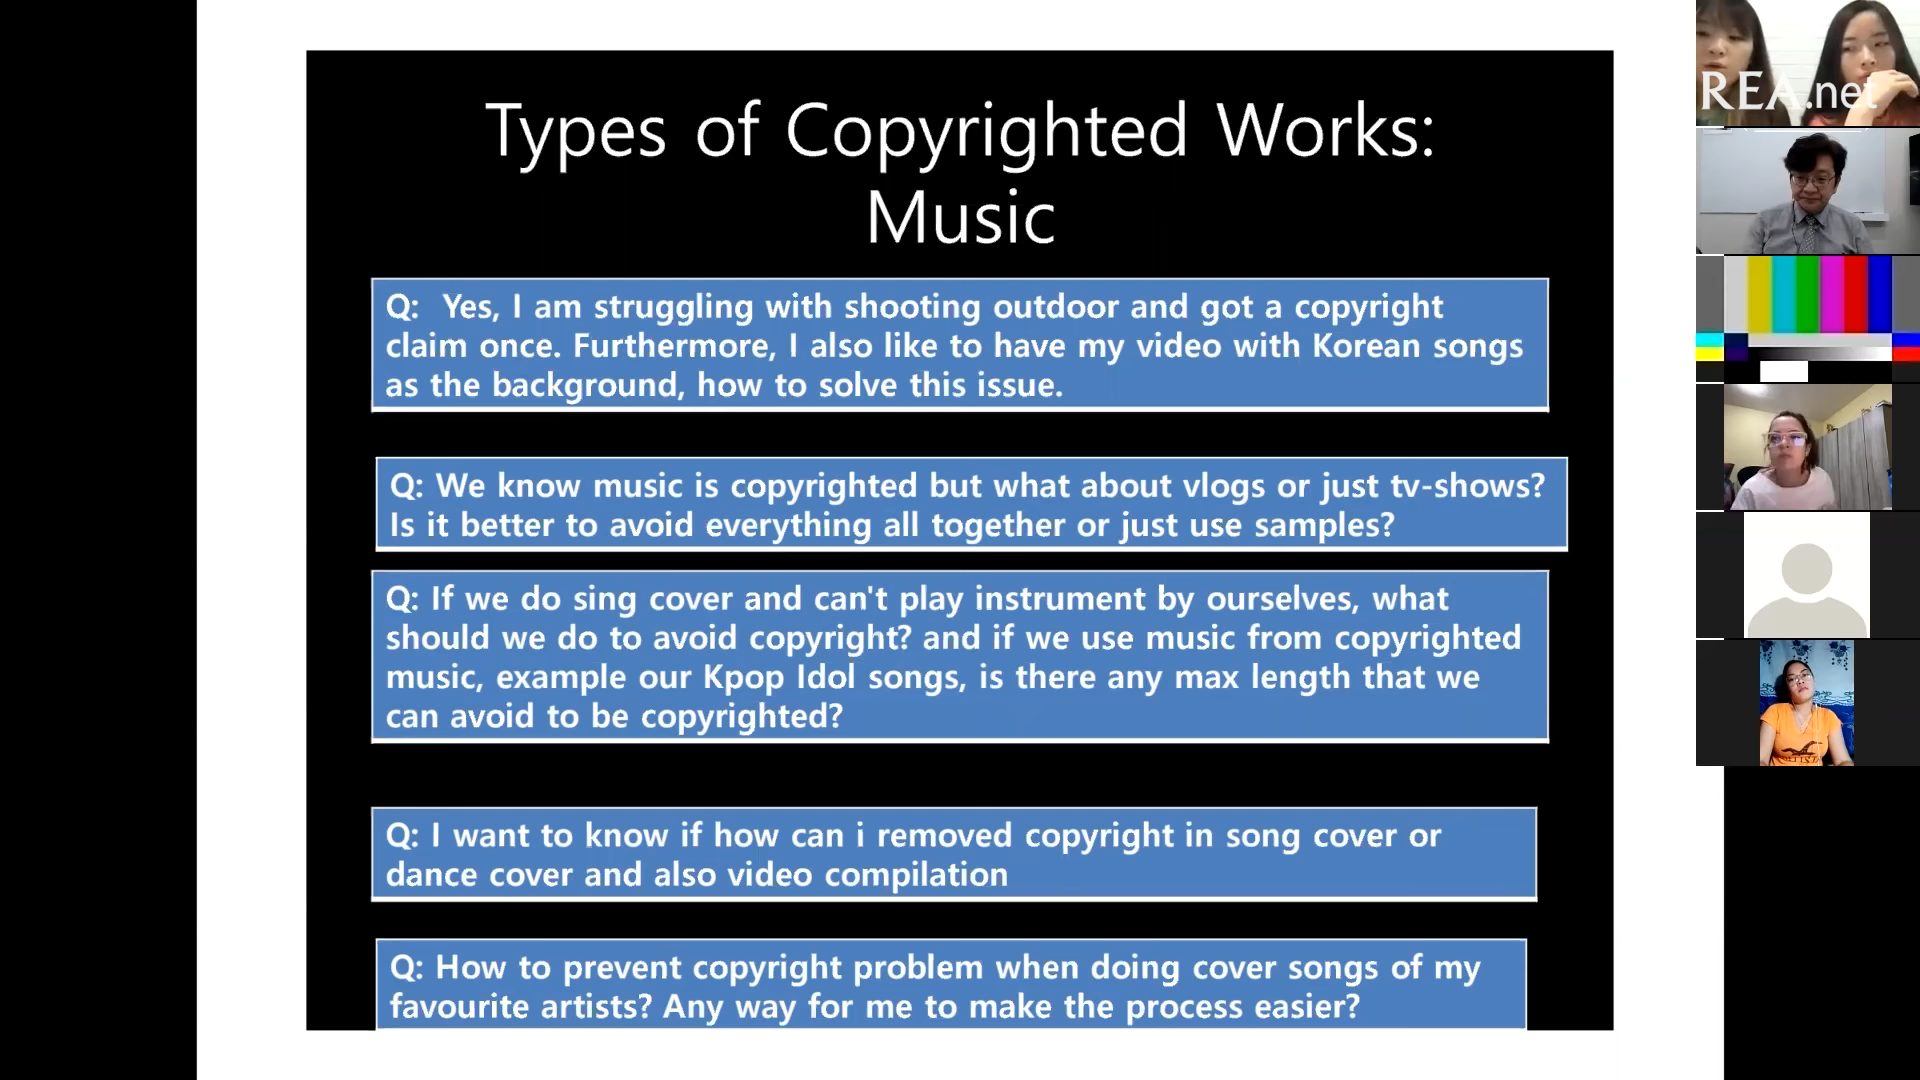 Types of Copyrighted Works:
Music
Q:  Yes, I am struggling with shooting outdoor and got a copyright
claim once. Furthermore, I also like to have my video with Korean songs
as the background, how to solve this issue.
Q: We know music is copyrighted but what about vlogs or just tv-shows?
Is it better to avoid everything all together or just use samples?
Q: If we do sing cover and can't play instrument by ourselves, what
should we do to avoid copyright? and if we use music from copyrighted
music, example our Kpop Idol songs, is there any max length that we
can avoid to be copyrighted?
Q: I want to know if how can i removed copyright in song cover or
dance cover and also video compilation
Q: How to prevent copyright problem when doing cover songs of my
favourite artists? Any way for me to make the process easier?
REA.net